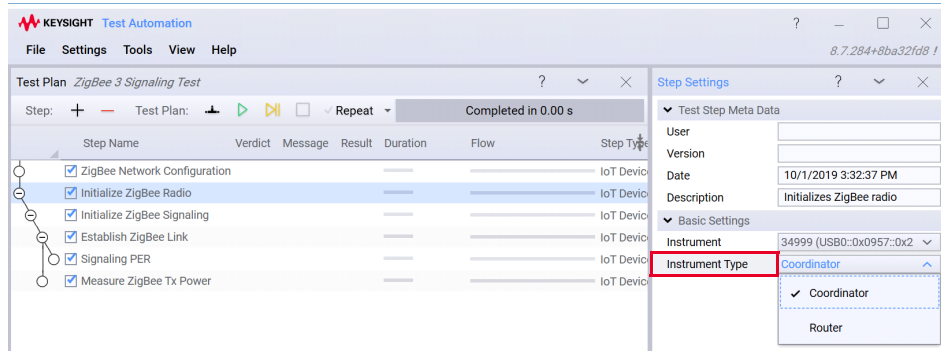 KEYSIGHT Test Automation ?
File Settings Tools View Help 8.7.284+8ba32fd8 !
Test Plan ZigBee 3 Signaling Test ?
Step: Test Plan: Repeat Completed in 0.00 s
Step Name Verdict Message Result Duration Flow Step Type
ZigBee Network Configuration IoT Device
Initialize ZigBee Radio IoT Device
Initialize ZigBee Signaling IoT Device
Establish ZigBee Link IoT Device
Signaling PER IoT Device
Measure ZigBee Tx Power IoT Device
Step Settings ?
Test Step Meta Data
User
Version
Date 10/1/2019 3:32:37 PM
Description Initializes ZigBee radio
Basic Settings
Instrument 34999 (USB0::0x0957::0x2
Instrument Type Coordinator
Coordinator
Router